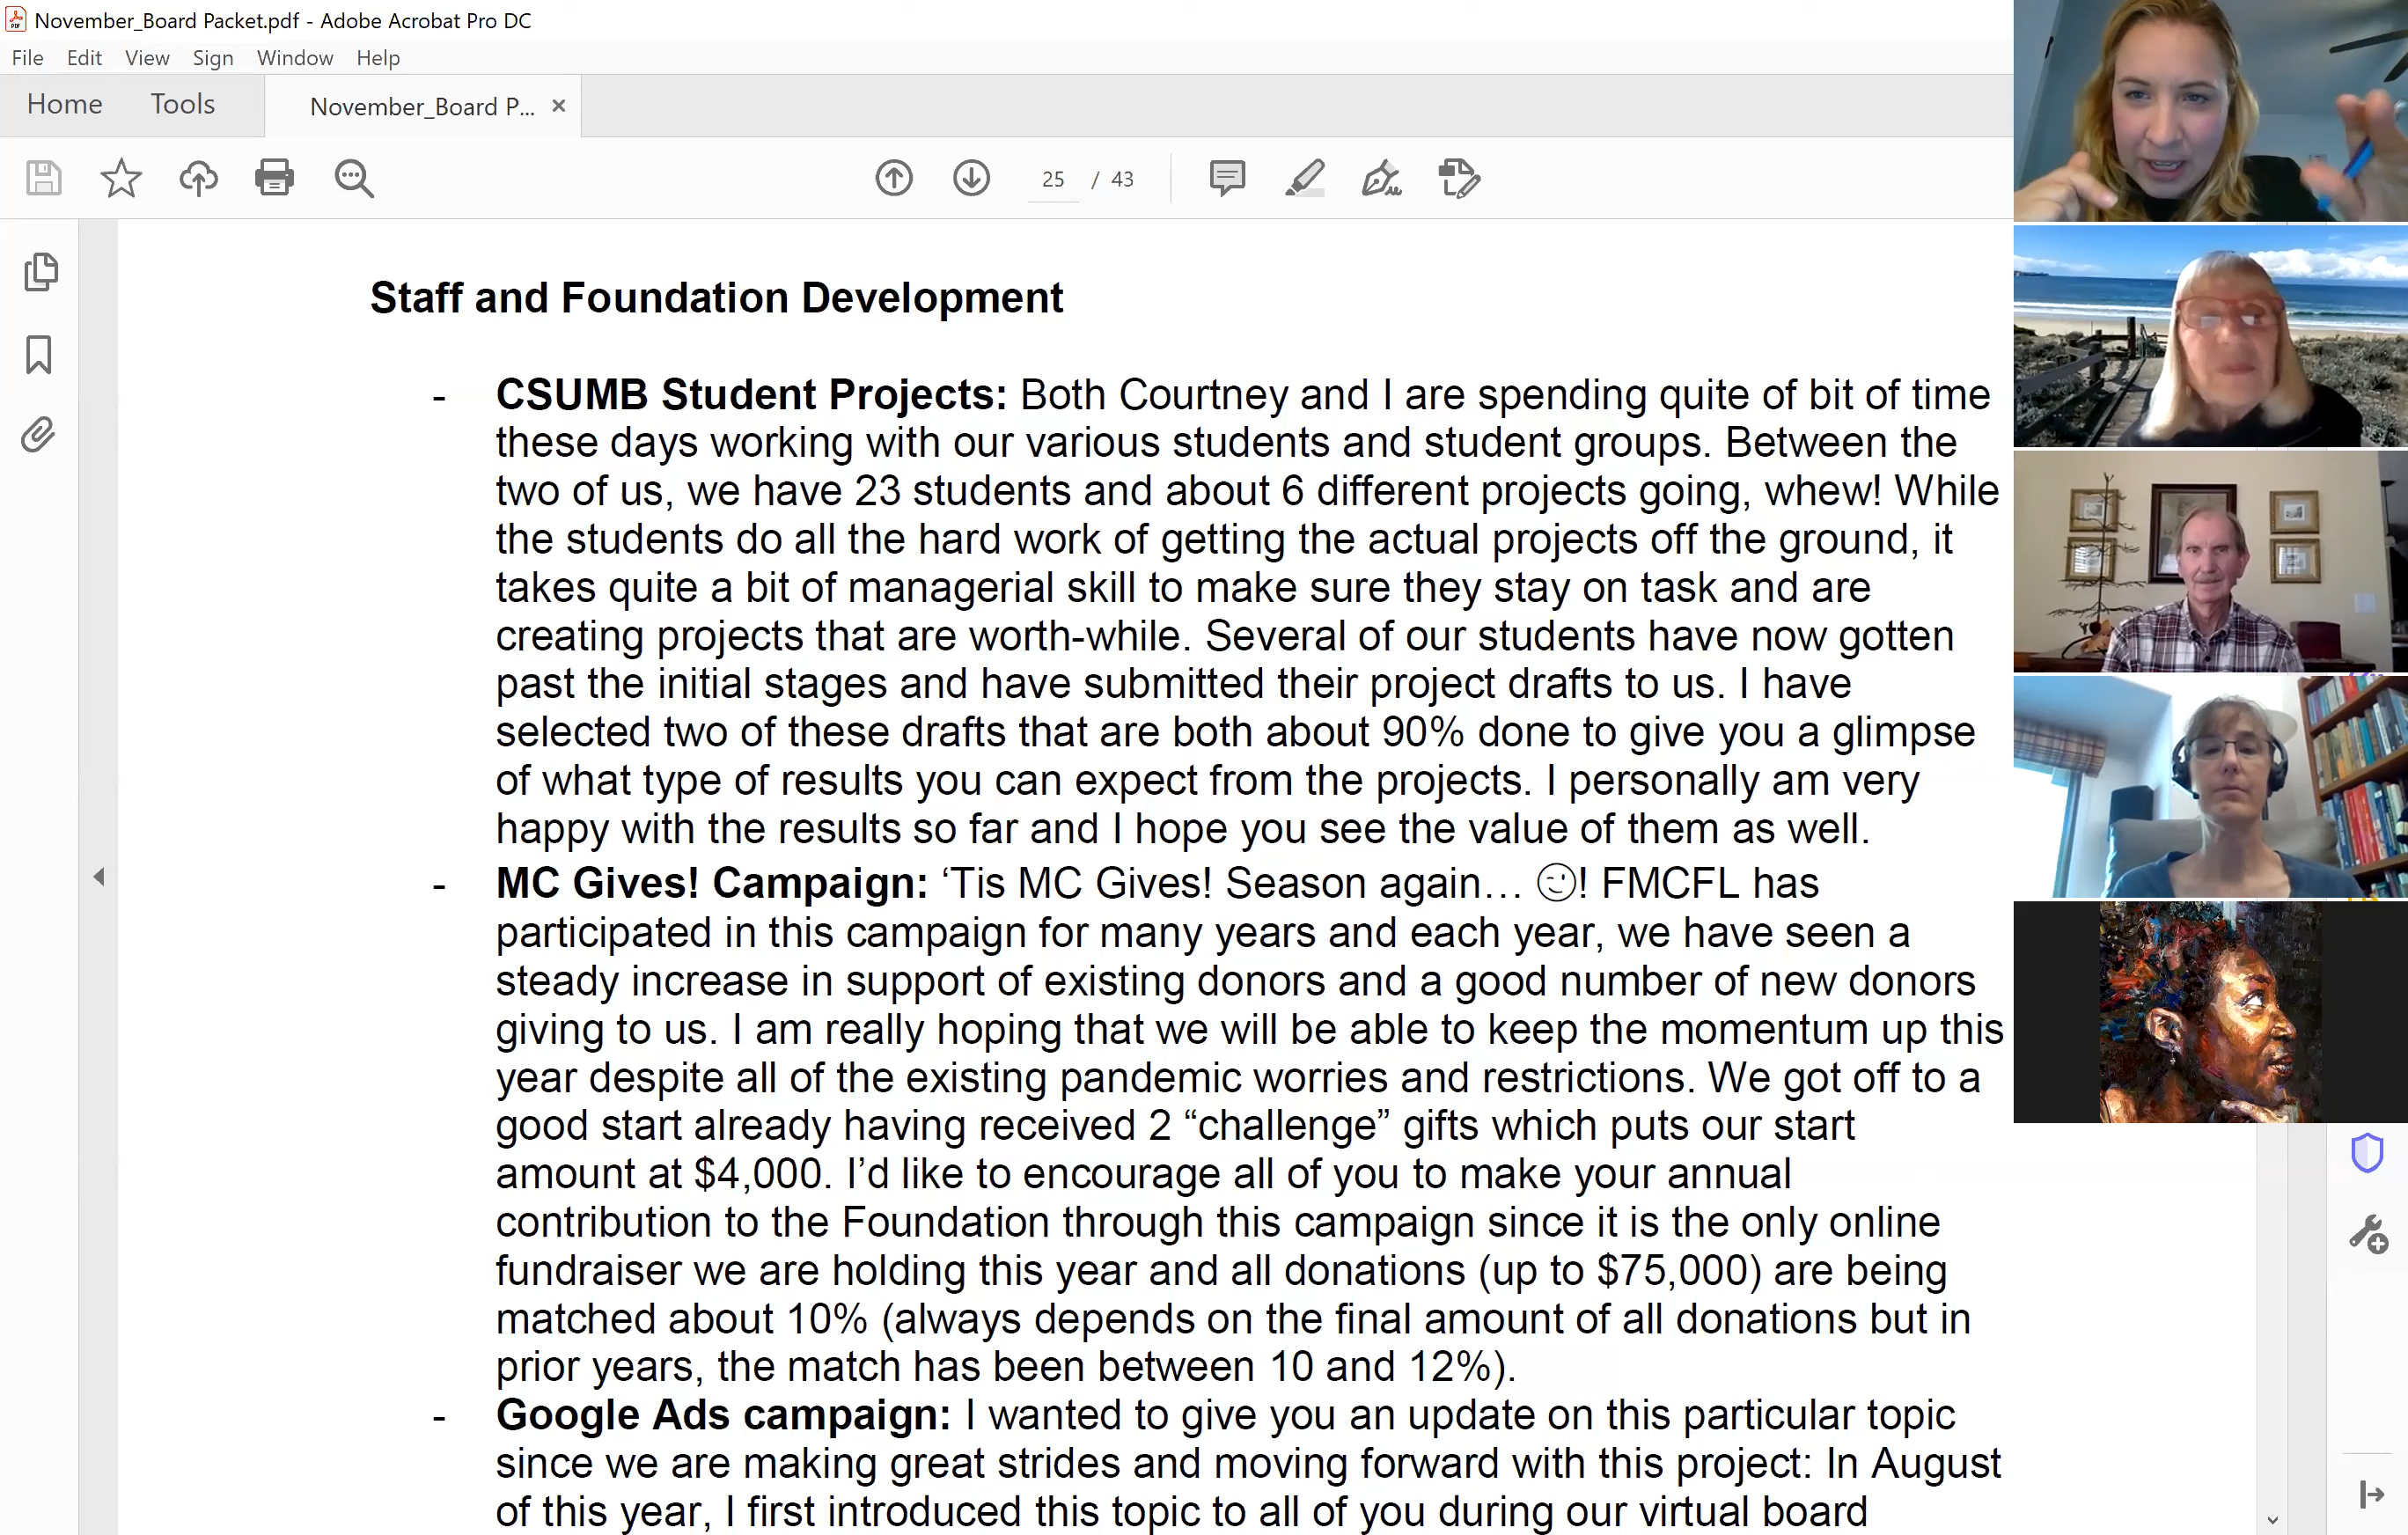 November_Board Packet.pdf - Adobe Acrobat Pro DC
File Edit View Sign Window Help
Home Tools November_Board P... ×
25 / 43
Staff and Foundation Development
- CSUMB Student Projects: Both Courtney and I are spending quite of bit of time
these days working with our various students and student groups. Between the
two of us, we have 23 students and about 6 different projects going, whew! While
the students do all the hard work of getting the actual projects off the ground, it
takes quite a bit of managerial skill to make sure they stay on task and are
creating projects that are worth-while. Several of our students have now gotten
past the initial stages and have submitted their project drafts to us. I have
selected two of these drafts that are both about 90% done to give you a glimpse
of what type of results you can expect from the projects. I personally am very
happy with the results so far and I hope you see the value of them as well.
- MC Gives! Campaign: ‘Tis MC Gives! Season again… 😉! FMCFL has
participated in this campaign for many years and each year, we have seen a
steady increase in support of existing donors and a good number of new donors
giving to us. I am really hoping that we will be able to keep the momentum up this
year despite all of the existing pandemic worries and restrictions. We got off to a
good start already having received 2 “challenge” gifts which puts our start
amount at $4,000. I’d like to encourage all of you to make your annual
contribution to the Foundation through this campaign since it is the only online
fundraiser we are holding this year and all donations (up to $75,000) are being
matched about 10% (always depends on the final amount of all donations but in
prior years, the match has been between 10 and 12%).
- Google Ads campaign: I wanted to give you an update on this particular topic
since we are making great strides and moving forward with this project: In August
of this year, I first introduced this topic to all of you during our virtual board